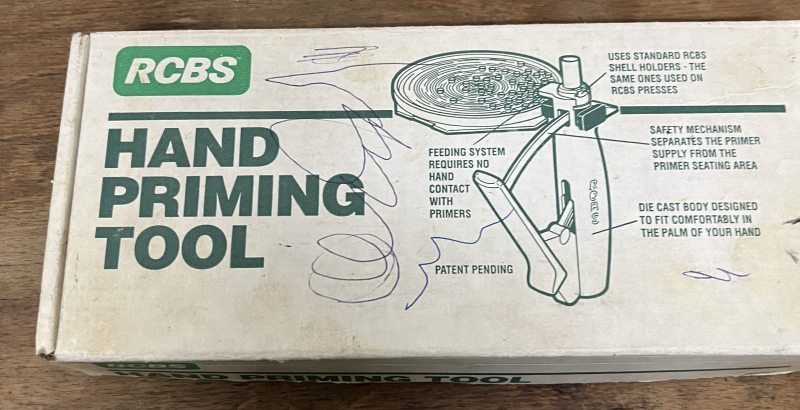 RCBS
HAND
PRIMING
TOOL
FEEDING SYSTEM
REQUIRES NO
HAND
CONTACT
WITH
PRIMERS
PATENT PENDING
USES STANDARD RCBS
SHELL HOLDERS - THE
SAME ONES USED ON
RCBS PRESSES
SAFETY MECHANISM
SEPARATES THE PRIMER
SUPPLY FROM THE
PRIMER SEATING AREA
RCBS
DIE CAST BODY DESIGNED
TO FIT COMFORTABLY IN
THE PALM OF YOUR HAND
RCBS
HAND PRIMING TOOL